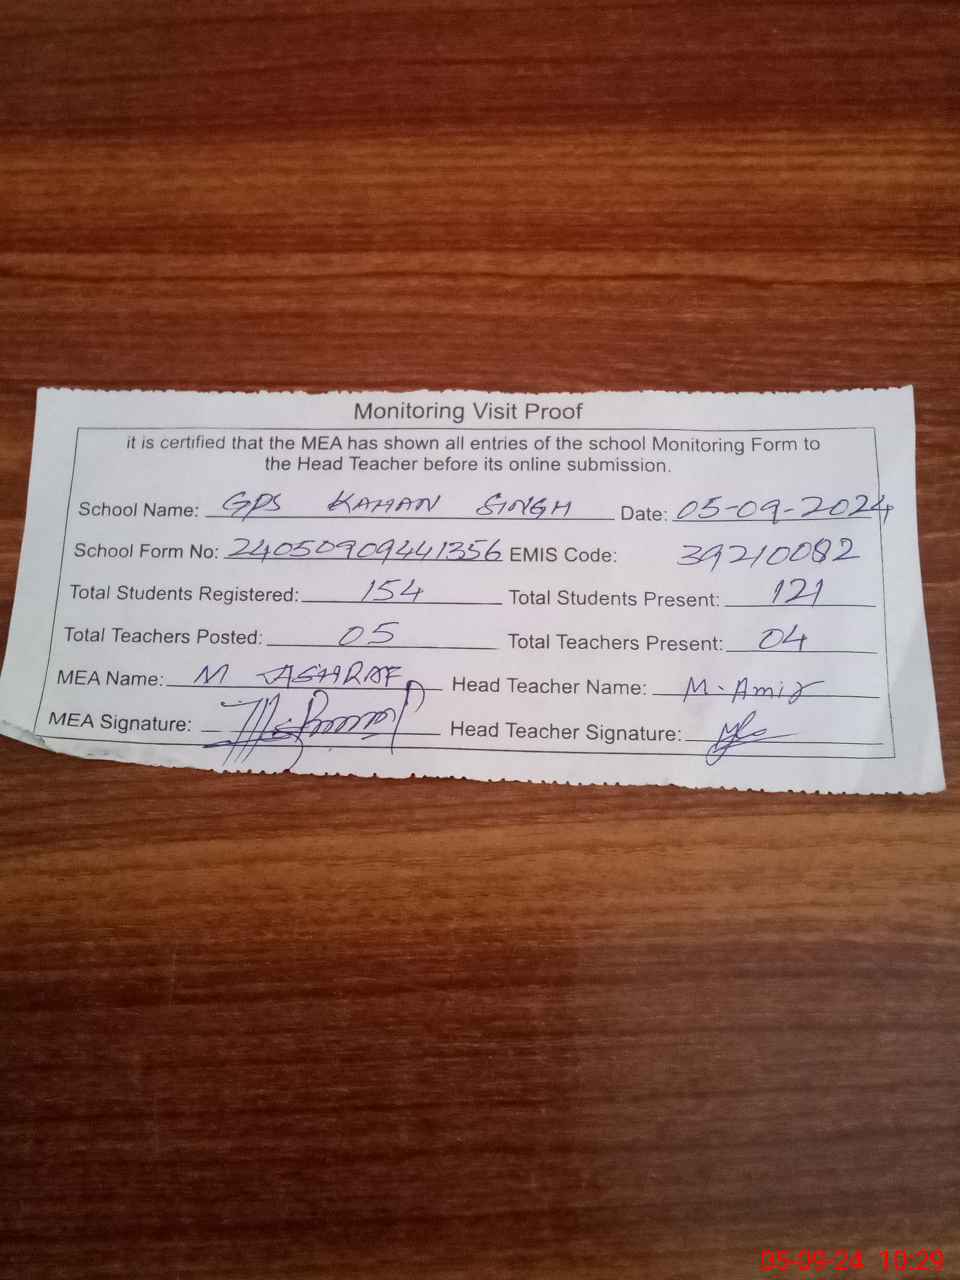 Monitoring Visit Proof
it is certified that the MEA has shown all entries of the school Monitoring Form to
the Head Teacher before its online submission.
School Name: GPS KAHAN SINGH Date: 05-09-2024
School Form No: 24050909441356 EMIS Code: 39210082
Total Students Registered: 154 Total Students Present: 121
Total Teachers Posted: 05 Total Teachers Present: 04
MEA Name: M ASHRAF Head Teacher Name: M. Amir
MEA Signature: Head Teacher Signature:
05-09-24 10:29